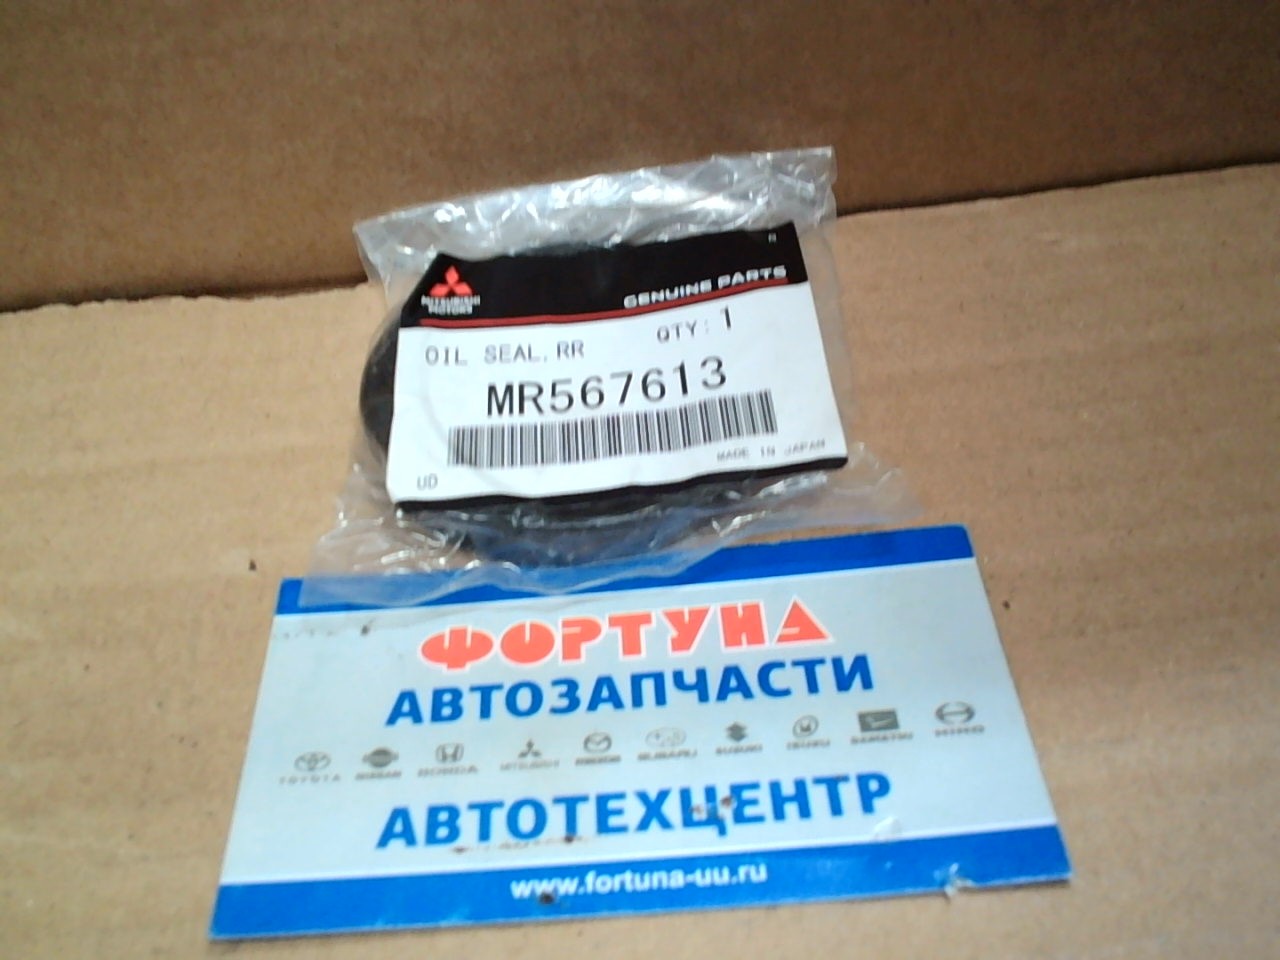 MITSUBISHI
MOTORS
GENUINE PARTS
OIL SEAL,RR
QTY: 1
MR567613
MADE IN JAPAN
UD
ФОРТУНА
АВТОЗАПЧАСТИ
TOYOTA NISSAN HONDA MITSUBISHI MAZDA SUBARU SUZUKI ISUZU DAIHATSU HINO
АВТОТЕХЦЕНТР
www.fortuna-uu.ru